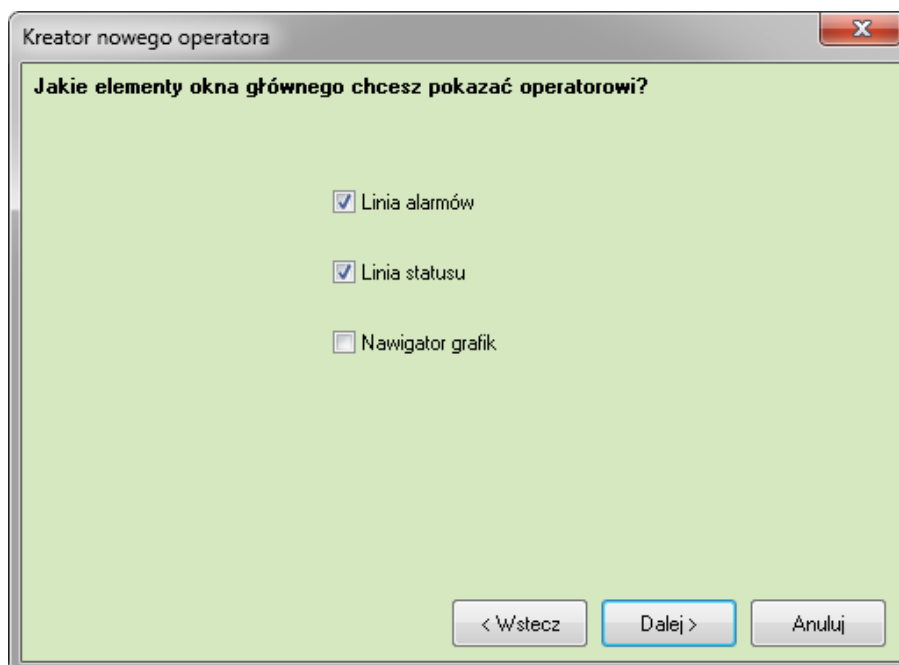 Kreator nowego operatora
Jakie elementy okna głównego chcesz pokazać operatorowi?
Linia alarmów
Linia statusu
Nawigator grafik
< Wstecz
Dalej >
Anuluj